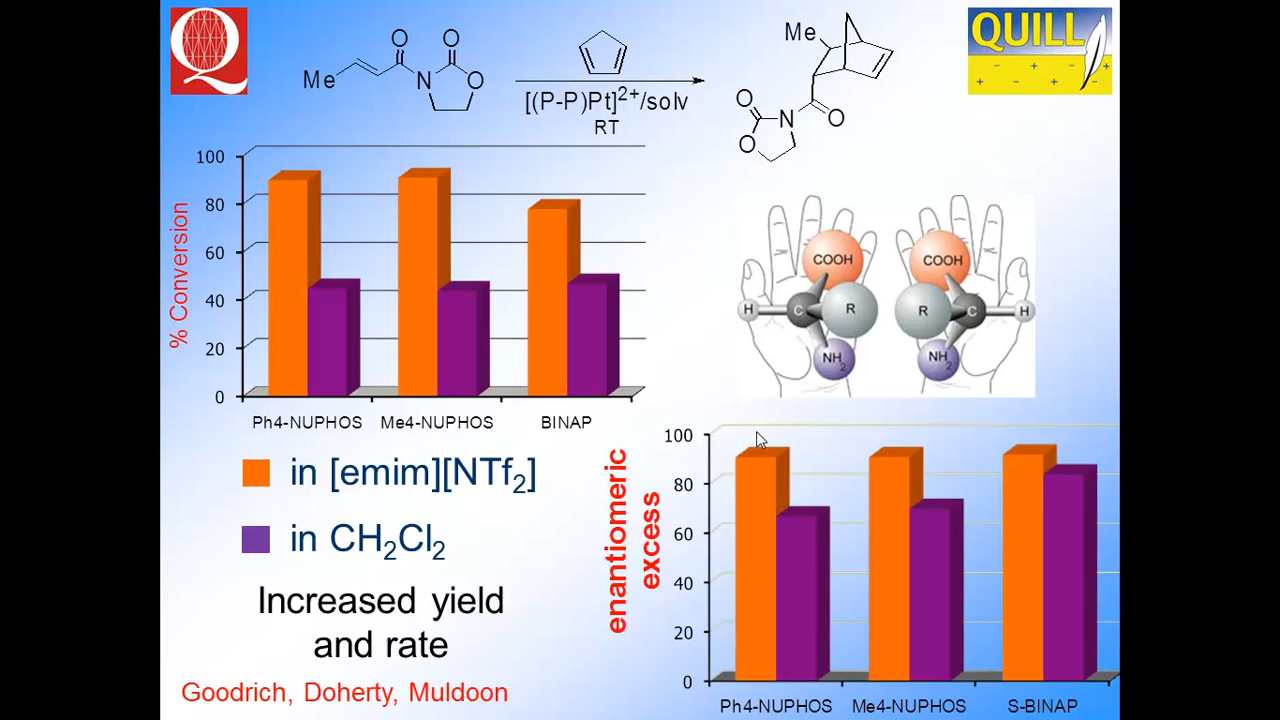 Q
QUILL
Me
O
O
N
O
[(P-P)Pt]2+/solv
RT
Me
O
O
N
O
O
% Conversion
100
80
60
40
20
0
Ph4-NUPHOS Me4-NUPHOS BINAP
in [emim][NTf2]
in CH2Cl2
Increased yield
and rate
Goodrich, Doherty, Muldoon
COOH
H
C
R
NH2
COOH
R
C
H
NH2
enantiomeric
excess
100
80
60
40
20
0
Ph4-NUPHOS Me4-NUPHOS S-BINAP